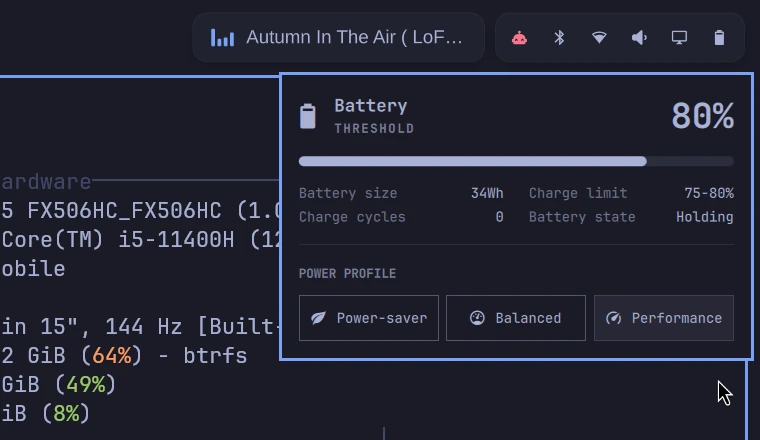 Autumn In The Air ( LoF...
Battery
THRESHOLD
80%
Battery size 34Wh Charge limit 75-80%
Charge cycles 0 Battery state Holding
POWER PROFILE
Power-saver Balanced Performance
ardware
5 FX506HC_FX506HC (1.0
Core(TM) i5-11400H (12
obile
in 15", 144 Hz [Built-
2 GiB (64%) - btrfs
GiB (49%)
iB (8%)